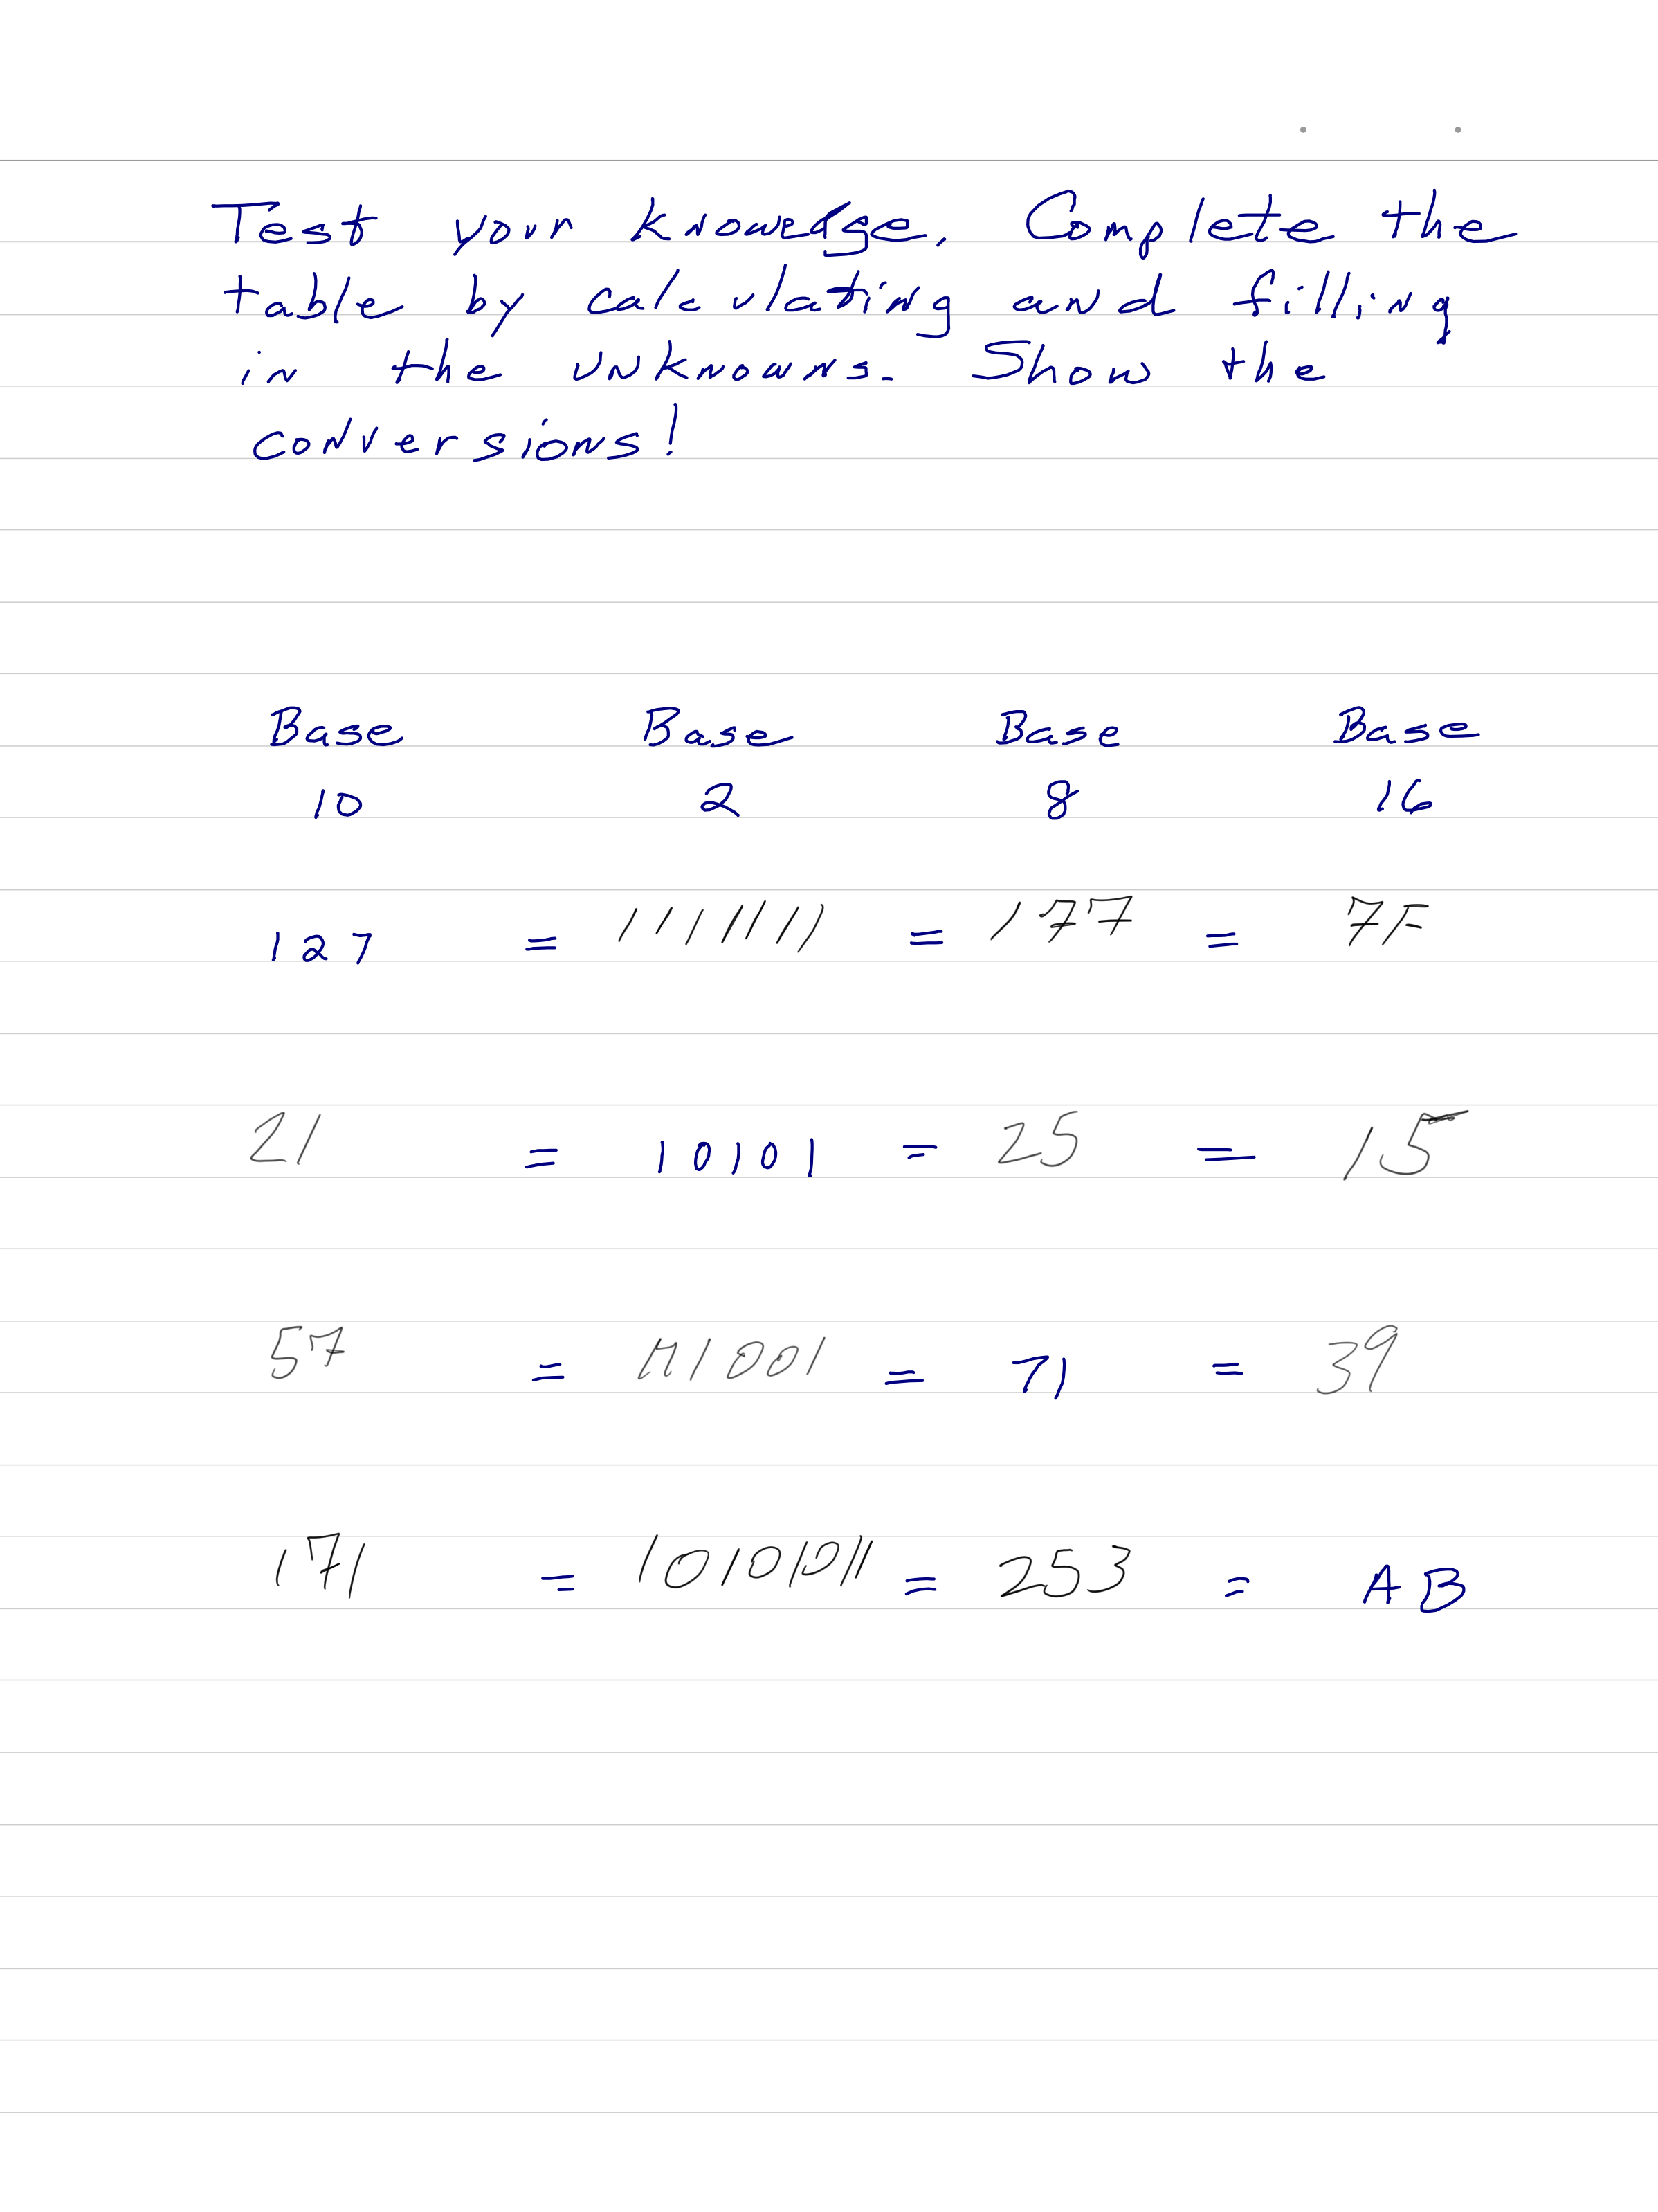 Test your knowedge. Complete the
table by calculating and filling
in the unknowns. Show the
conversions!
Base Base Base Base
10 2 8 16
127 = 1111111 = 177 = 7F
21 = 10101 = 25 = 15
57 = 111001 = 71 = 39
171 = 10101011 = 253 = AB